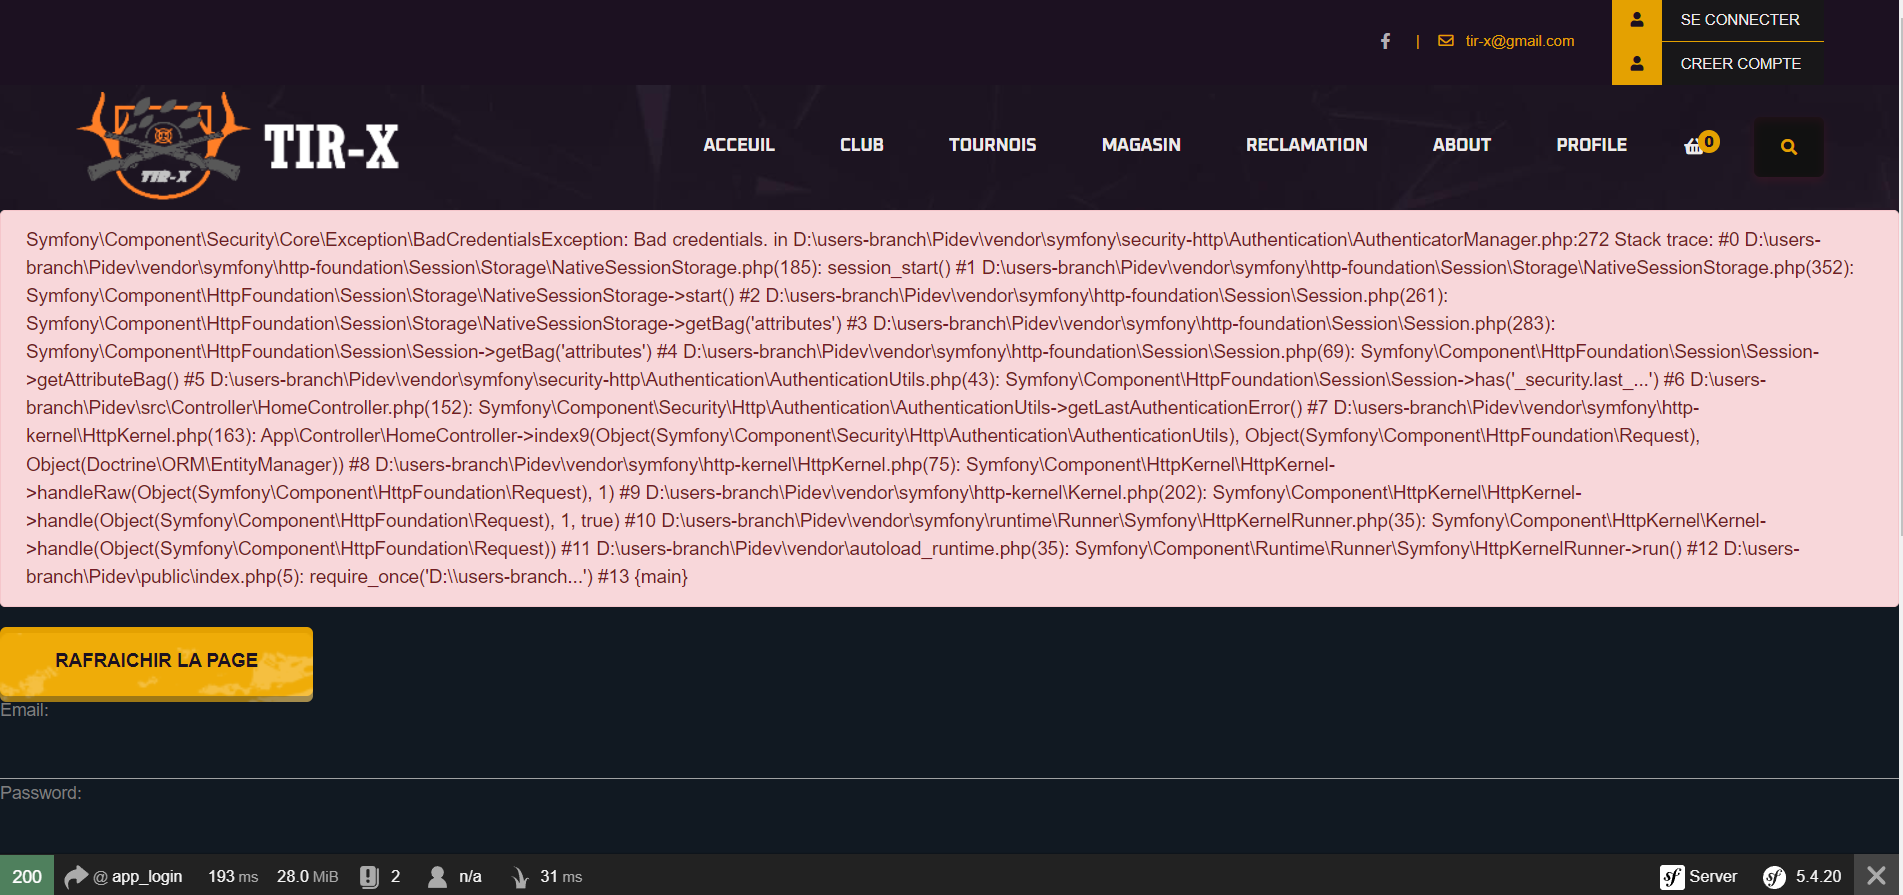 SE CONNECTER
| tir-x@gmail.com
CREER COMPTE
TIR-X
TIR-X
ACCEUIL CLUB TOURNOIS MAGASIN RECLAMATION ABOUT PROFILE 0
Symfony\Component\Security\Core\Exception\BadCredentialsException: Bad credentials. in D:\users-branch\Pidev\vendor\symfony\security-http\Authentication\AuthenticatorManager.php:272 Stack trace: #0 D:\users-
branch\Pidev\vendor\symfony\http-foundation\Session\Storage\NativeSessionStorage.php(185): session_start() #1 D:\users-branch\Pidev\vendor\symfony\http-foundation\Session\Storage\NativeSessionStorage.php(352):
Symfony\Component\HttpFoundation\Session\Storage\NativeSessionStorage->start() #2 D:\users-branch\Pidev\vendor\symfony\http-foundation\Session\Session.php(261):
Symfony\Component\HttpFoundation\Session\Storage\NativeSessionStorage->getBag('attributes') #3 D:\users-branch\Pidev\vendor\symfony\http-foundation\Session\Session.php(283):
Symfony\Component\HttpFoundation\Session\Session->getBag('attributes') #4 D:\users-branch\Pidev\vendor\symfony\http-foundation\Session\Session.php(69): Symfony\Component\HttpFoundation\Session\Session-
>getAttributeBag() #5 D:\users-branch\Pidev\vendor\symfony\security-http\Authentication\AuthenticationUtils.php(43): Symfony\Component\HttpFoundation\Session\Session->has('_security.last_...') #6 D:\users-
branch\Pidev\src\Controller\HomeController.php(152): Symfony\Component\Security\Http\Authentication\AuthenticationUtils->getLastAuthenticationError() #7 D:\users-branch\Pidev\vendor\symfony\http-
kernel\HttpKernel.php(163): App\Controller\HomeController->index9(Object(Symfony\Component\Security\Http\Authentication\AuthenticationUtils), Object(Symfony\Component\HttpFoundation\Request),
Object(Doctrine\ORM\EntityManager)) #8 D:\users-branch\Pidev\vendor\symfony\http-kernel\HttpKernel.php(75): Symfony\Component\HttpKernel\HttpKernel-
>handleRaw(Object(Symfony\Component\HttpFoundation\Request), 1) #9 D:\users-branch\Pidev\vendor\symfony\http-kernel\Kernel.php(202): Symfony\Component\HttpKernel\HttpKernel-
>handle(Object(Symfony\Component\HttpFoundation\Request), 1, true) #10 D:\users-branch\Pidev\vendor\symfony\runtime\Runner\Symfony\HttpKernelRunner.php(35): Symfony\Component\HttpKernel\Kernel-
>handle(Object(Symfony\Component\HttpFoundation\Request)) #11 D:\users-branch\Pidev\vendor\autoload_runtime.php(35): Symfony\Component\Runtime\Runner\Symfony\HttpKernelRunner->run() #12 D:\users-
branch\Pidev\public\index.php(5): require_once('D:\\users-branch...') #13 {main}
RAFRAICHIR LA PAGE
Email:
Password:
200 @ app_login 193 ms 28.0 MiB 2 n/a 31 ms sf Server sf 5.4.20